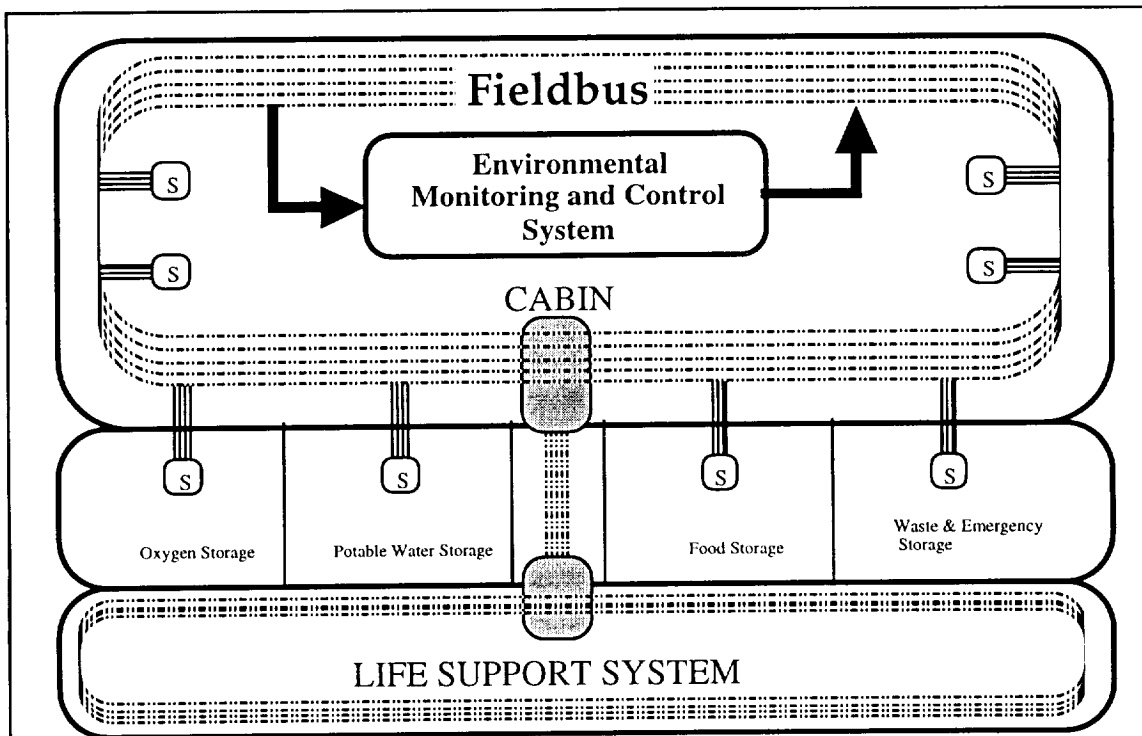 Fieldbus
Environmental
Monitoring and Control
System
S
S
S
S
CABIN
S
S
S
S
Oxygen Storage
Potable Water Storage
Food Storage
Waste & Emergency
Storage
LIFE SUPPORT SYSTEM